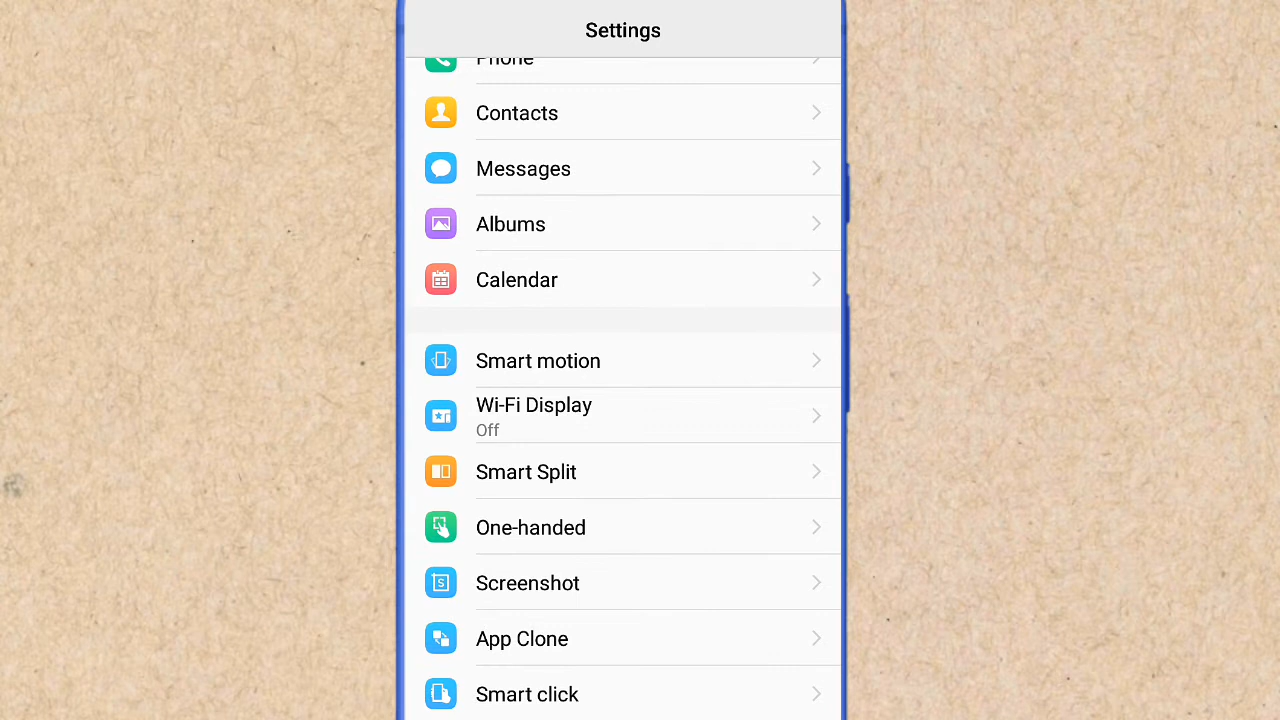 Settings
Phone
Contacts
Messages
Albums
Calendar
Smart motion
Wi-Fi Display
Off
Smart Split
One-handed
Screenshot
App Clone
Smart click